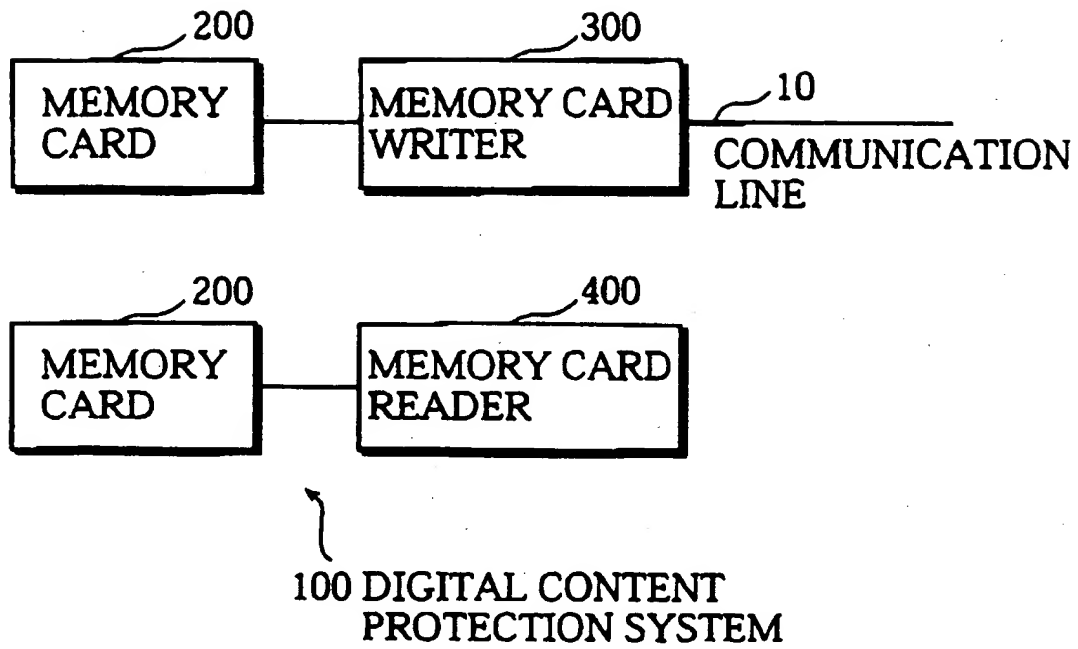 200
300
MEMORY CARD
MEMORY CARD WRITER
10
COMMUNICATION LINE
200
400
MEMORY CARD
MEMORY CARD READER
100 DIGITAL CONTENT
PROTECTION SYSTEM